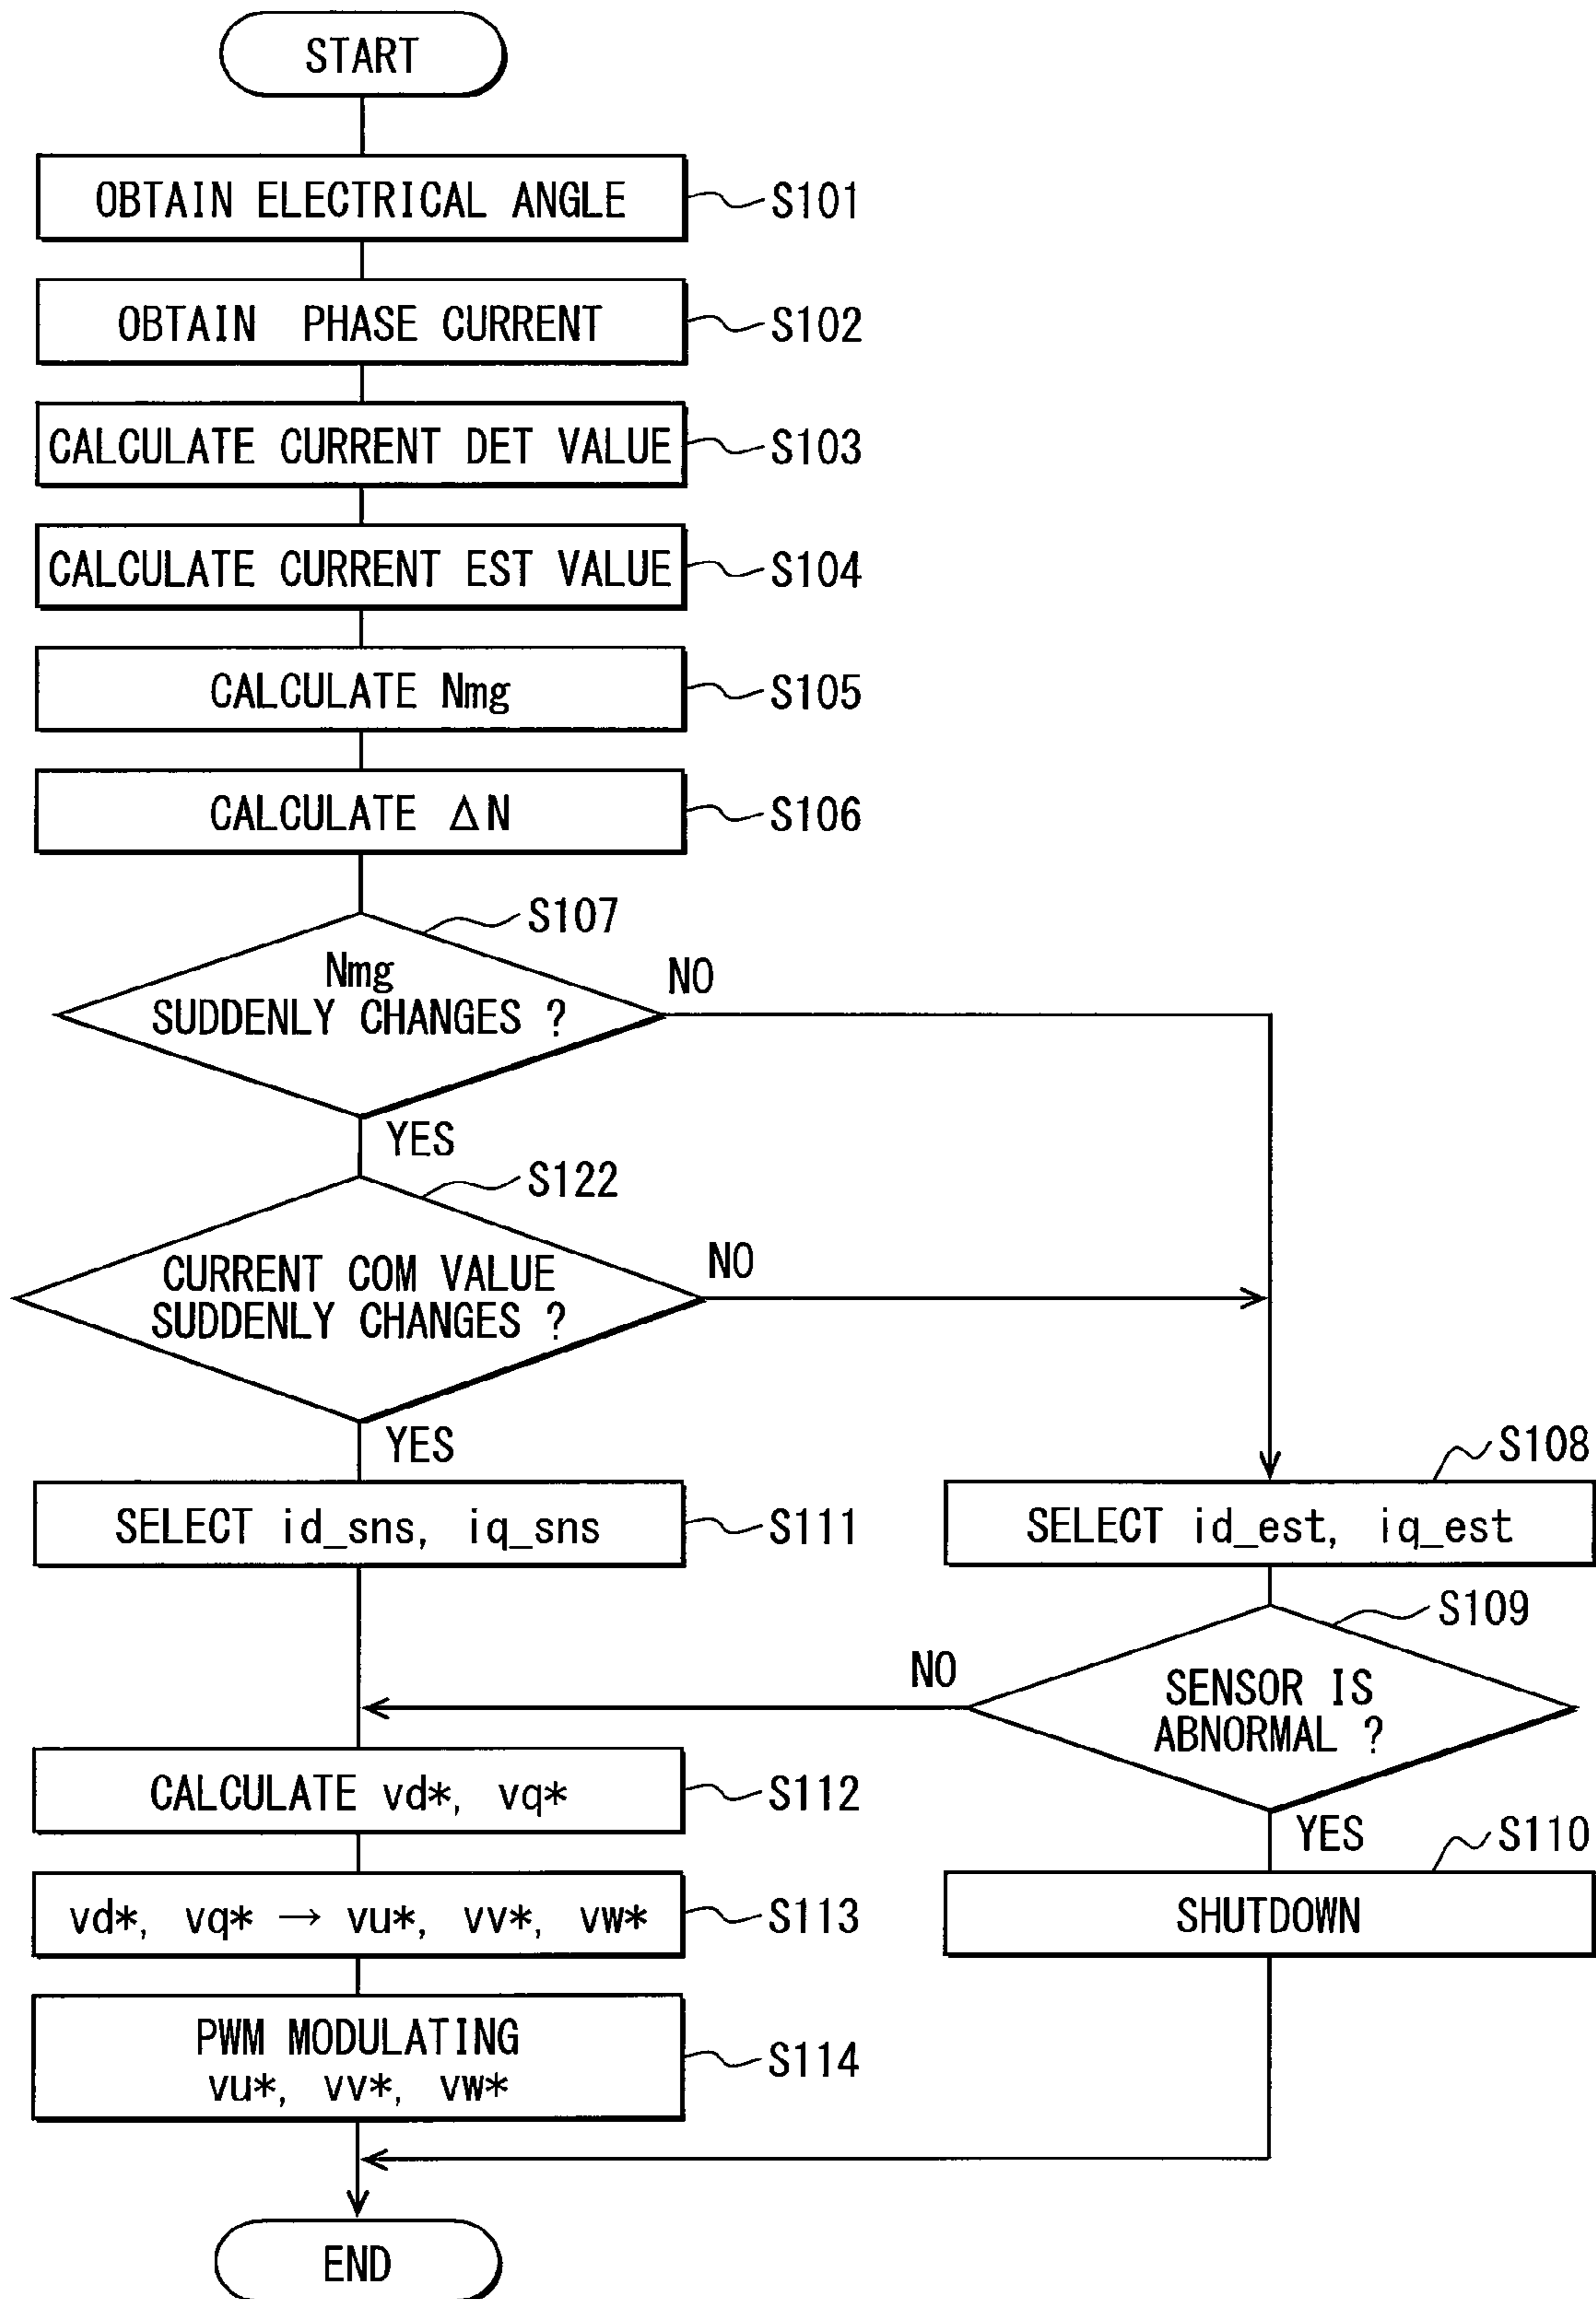 START
OBTAIN ELECTRICAL ANGLE
S101
OBTAIN PHASE CURRENT
S102
CALCULATE CURRENT DET VALUE
S103
CALCULATE CURRENT EST VALUE
S104
CALCULATE Nmg
S105
CALCULATE ΔN
S106
S107
Nmg
SUDDENLY CHANGES ?
NO
YES
S122
CURRENT COM VALUE
SUDDENLY CHANGES ?
NO
YES
SELECT id_sns, iq_sns
S111
S108
SELECT id_est, iq_est
S109
SENSOR IS
ABNORMAL ?
NO
YES
S110
SHUTDOWN
CALCULATE vd*, vq*
S112
vd*, vq* → vu*, vv*, vw*
S113
PWM MODULATING
vu*, vv*, vw*
S114
END